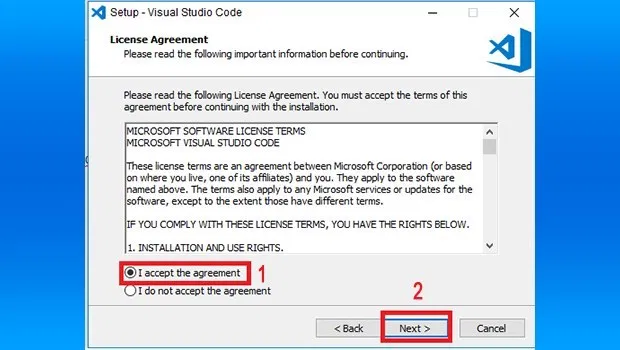 Setup - Visual Studio Code
License Agreement
Please read the following important information before continuing.
Please read the following License Agreement. You must accept the terms of this
agreement before continuing with the installation.
MICROSOFT SOFTWARE LICENSE TERMS
MICROSOFT VISUAL STUDIO CODE
These license terms are an agreement between Microsoft Corporation (or based
on where you live, one of its affiliates) and you. They apply to the software
named above. The terms also apply to any Microsoft services or updates for the
software, except to the extent those have different terms.
IF YOU COMPLY WITH THESE LICENSE TERMS, YOU HAVE THE RIGHTS BELOW.
1. INSTALLATION AND USE RIGHTS.
I accept the agreement 1
I do not accept the agreement
2
< Back Next > Cancel